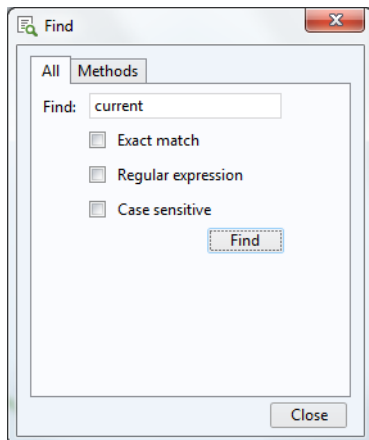 Find
All Methods
Find: current
Exact match
Regular expression
Case sensitive
Find
Close